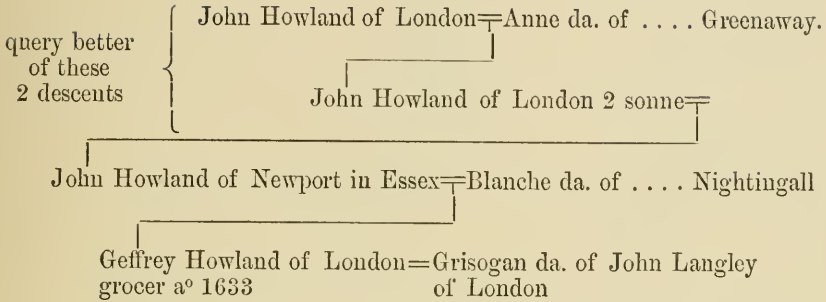 John Howland of London=Anne da. of .... Greenaway.
query better
of these
2 descents
John Howland of London 2 sonne=
John Howland of Newport in Essex=Blanche da. of .... Nightingall
Geffrey Howland of London=Grisogan da. of John Langley
grocer aº 1633
of London